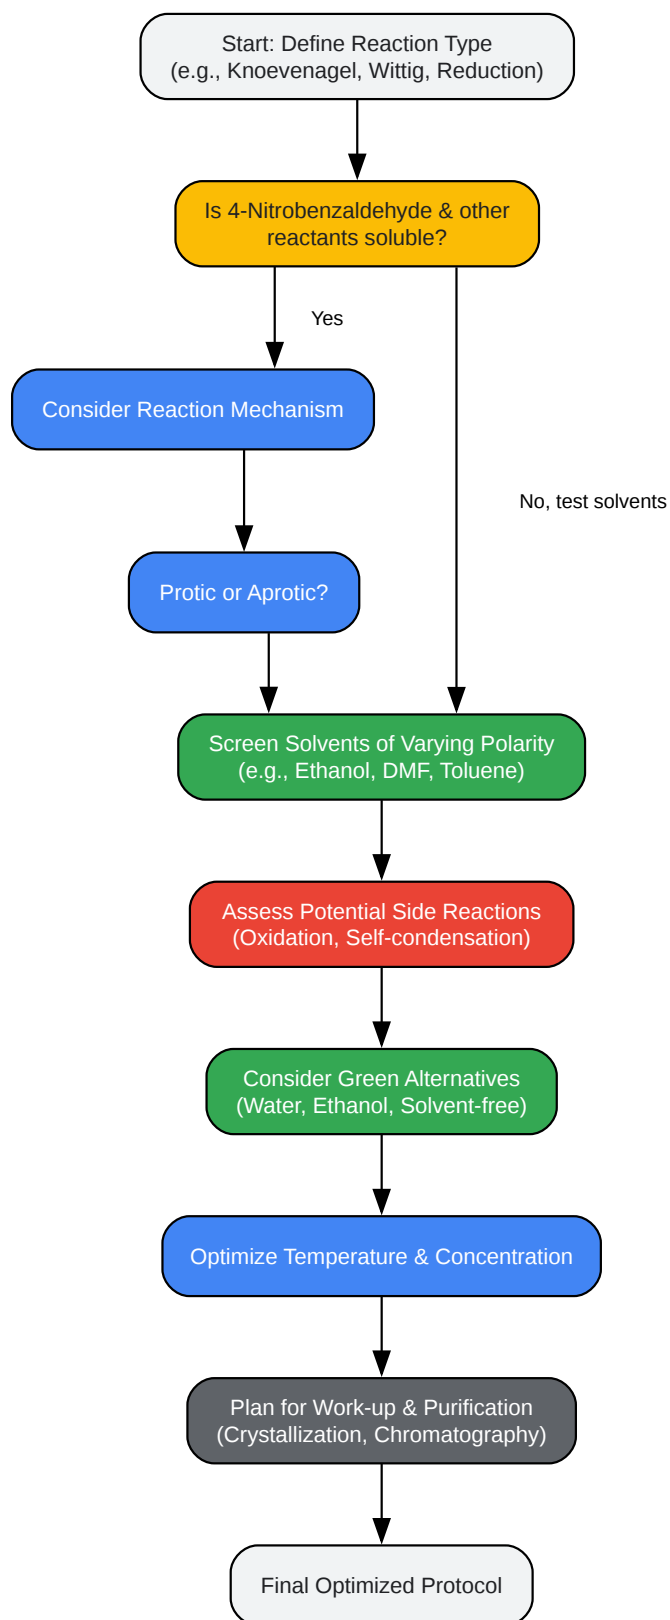 Start: Define Reaction Type
(e.g., Knoevenagel, Wittig, Reduction)
Is 4-Nitrobenzaldehyde & other
reactants soluble?
Yes
Consider Reaction Mechanism
No, test solvents
Protic or Aprotic?
Screen Solvents of Varying Polarity
(e.g., Ethanol, DMF, Toluene)
Assess Potential Side Reactions
(Oxidation, Self-condensation)
Consider Green Alternatives
(Water, Ethanol, Solvent-free)
Optimize Temperature & Concentration
Plan for Work-up & Purification
(Crystallization, Chromatography)
Final Optimized Protocol